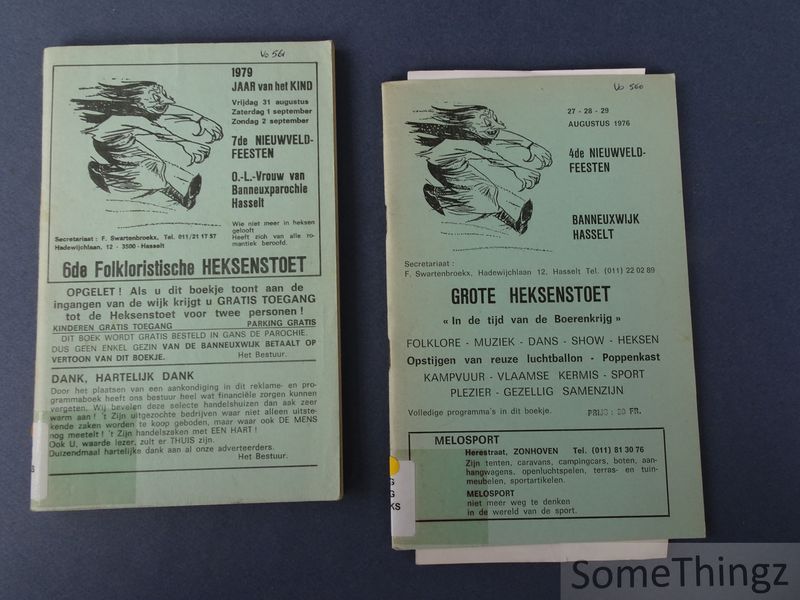 Vo 561
1979
JAAR van het KIND
Vrijdag 31 augustus
Zaterdag 1 september
Zondag 2 september
7de NIEUWVELD-
FEESTEN
O.-L.-Vrouw van
Banneuxparochie
Hasselt
Wie niet meer in heksen
gelooft
Heeft zich van alle ro-
mantiek beroofd.
Secretariaat : F. Swartenbroekx, Tel. 011/21 17 57
Hadewijchlaan, 12 - 3500 - Hasselt
6de Folkloristische HEKSENSTOET
OPGELET ! Als u dit boekje toont aan de
ingangen van de wijk krijgt u GRATIS TOEGANG
tot de Heksenstoet voor twee personen !
KINDEREN GRATIS TOEGANG PARKING GRATIS
DIT BOEK WORDT GRATIS BESTELD IN GANS DE PAROCHIE.
DUS GEEN ENKEL GEZIN VAN DE BANNEUXWIJK BETAALT OP
VERTOON VAN DIT BOEKJE. Het Bestuur.
DANK, HARTELIJK DANK
Door het plaatsen van een aankondiging in dit reklame- en pro-
grammaboek heeft ons bestuur heel wat financiële zorgen kunnen
vergeten. Wij bevelen deze selecte handelshuizen dan ook zeer
warm aan ! 't Zijn uitgezochte bedrijven waar niet alleen uitste-
kende zaken worden te koop geboden, maar waar ook DE MENS
nog meetelt ! 't Zijn handelszaken met EEN HART !
Ook U, waarde lezer, zult er THUIS zijn.
Duizendmaal hartelijke dank aan al onze adverteerders.
Het Bestuur.
Vo 560
27 - 28 - 29
AUGUSTUS 1976
4de NIEUWVELD-
FEESTEN
BANNEUXWIJK
HASSELT
Secretariaat :
F. Swartenbroekx, Hadewijchlaan 12, Hasselt Tel. (011) 22 02 89
GROTE HEKSENSTOET
« In de tijd van de Boerenkrijg »
FOLKLORE - MUZIEK - DANS - SHOW - HEKSEN
Opstijgen van reuze luchtballon - Poppenkast
KAMPVUUR - VLAAMSE KERMIS - SPORT
PLEZIER - GEZELLIG SAMENZIJN
Volledige programma's in dit boekje. PRIJS : 20 FR.
MELOSPORT
Herestraat, ZONHOVEN Tel. (011) 81 30 76
Zijn tenten, caravans, campingcars, boten, aan-
hangwagens, openluchtspelen, terras- en tuin-
meubelen, sportartikelen.
MELOSPORT
niet meer weg te denken
in de wereld van de sport.
SomeThingz